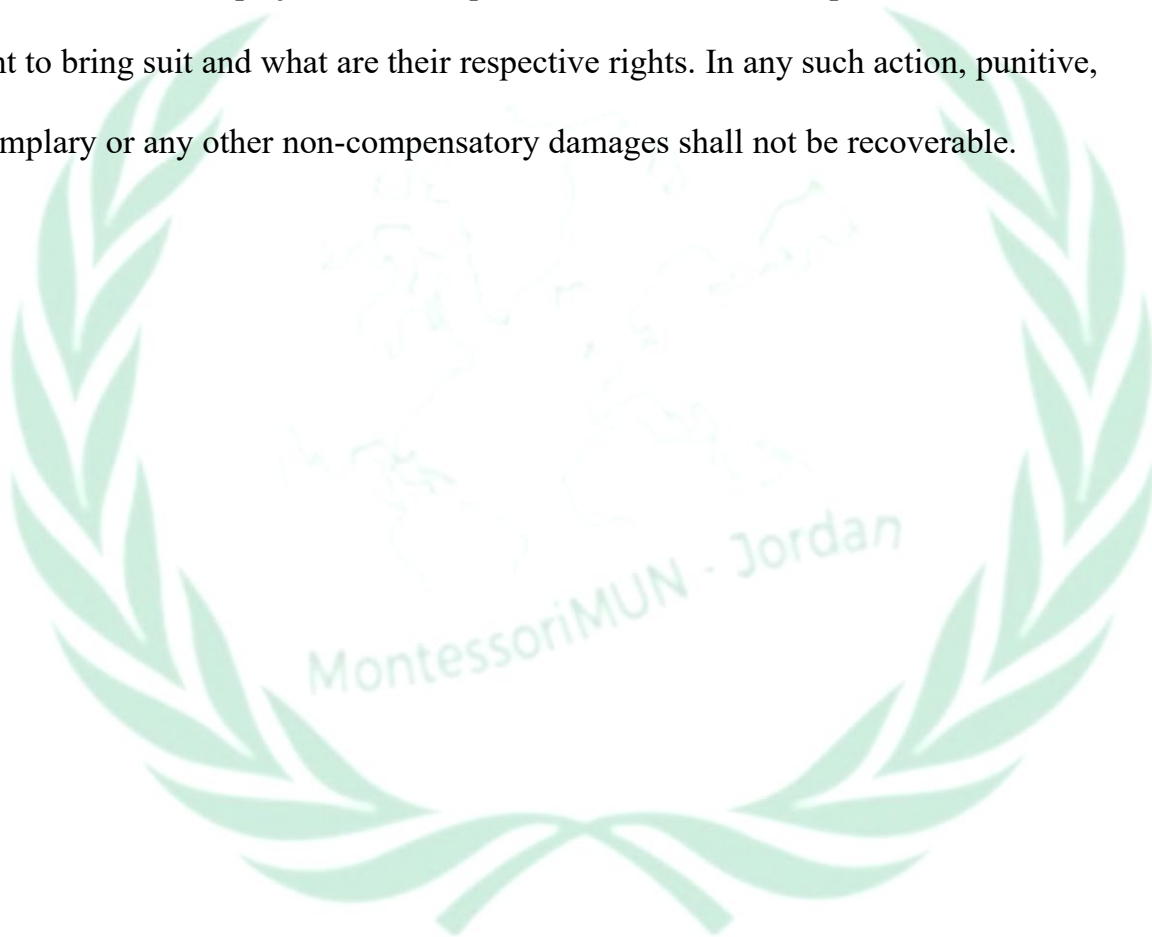 nt to bring suit and what are their respective rights. In any such action, punitive,
mplary or any other non-compensatory damages shall not be recoverable.
MontessoriMUN - Jordan